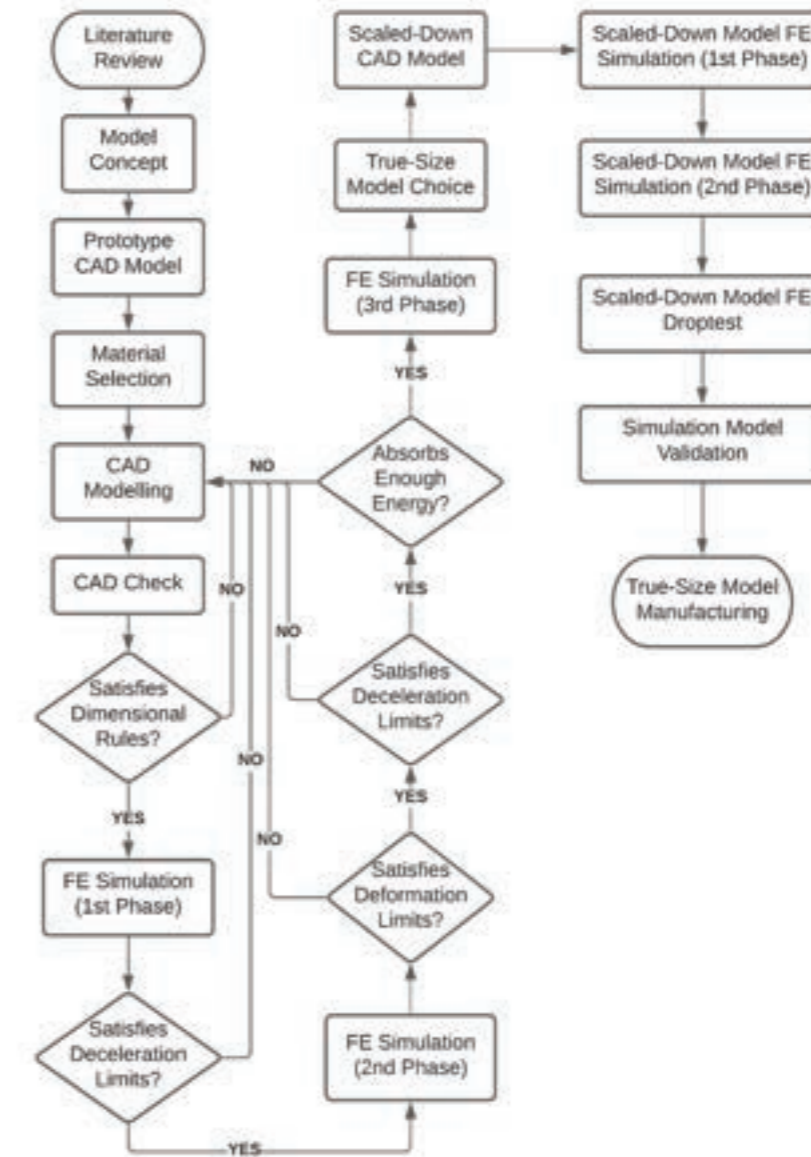 Literature
Review
Model
Concept
Prototype
CAD Model
Material
Selection
CAD
Modelling
CAD Check
NO
Satisfies
Dimensional
Rules?
NO
YES
FE Simulation
(1st Phase)
Satisfies
Deceleration
Limits?
YES
FE Simulation
(2nd Phase)
NO
Satisfies
Deformation
Limits?
YES
NO
Satisfies
Deceleration
Limits?
YES
NO
Absorbs
Enough
Energy?
YES
FE Simulation
(3rd Phase)
True-Size
Model Choice
Scaled-Down
CAD Model
Scaled-Down Model FE
Simulation (1st Phase)
Scaled-Down Model FE
Simulation (2nd Phase)
Scaled-Down Model FE
Droptest
Simulation Model
Validation
True-Size Model
Manufacturing